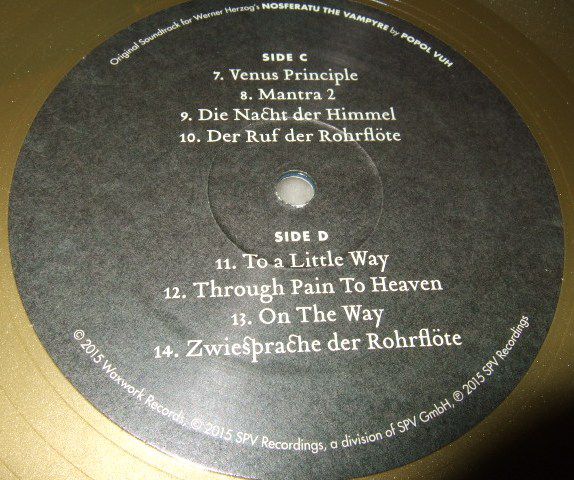 Original Soundtrack for Werner Herzog's NOSFERATU THE VAMPYRE by POPOL VUH
SIDE C
7. Venus Principle
8. Mantra 2
9. Die Nacht der Himmel
10. Der Ruf der Rohrflöte
SIDE D
11. To a Little Way
12. Through Pain To Heaven
13. On The Way
14. Zwiesprache der Rohrflöte
© 2015 Waxwork Records, © 2015 SPV Recordings, a division of SPV GmbH, ℗ 2015 SPV Recordings